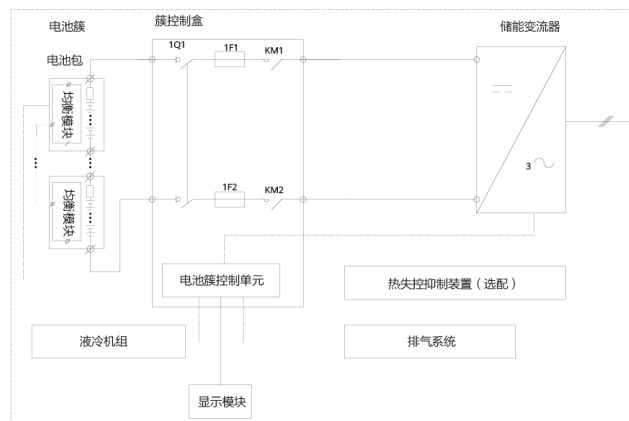 电池簇
簇控制盒
储能变流器
电池包
1Q1
1F1
KM1
均衡模块
3
1F2
KM2
均衡模块
电池簇控制单元
热失控抑制装置（选配）
液冷机组
排气系统
显示模块